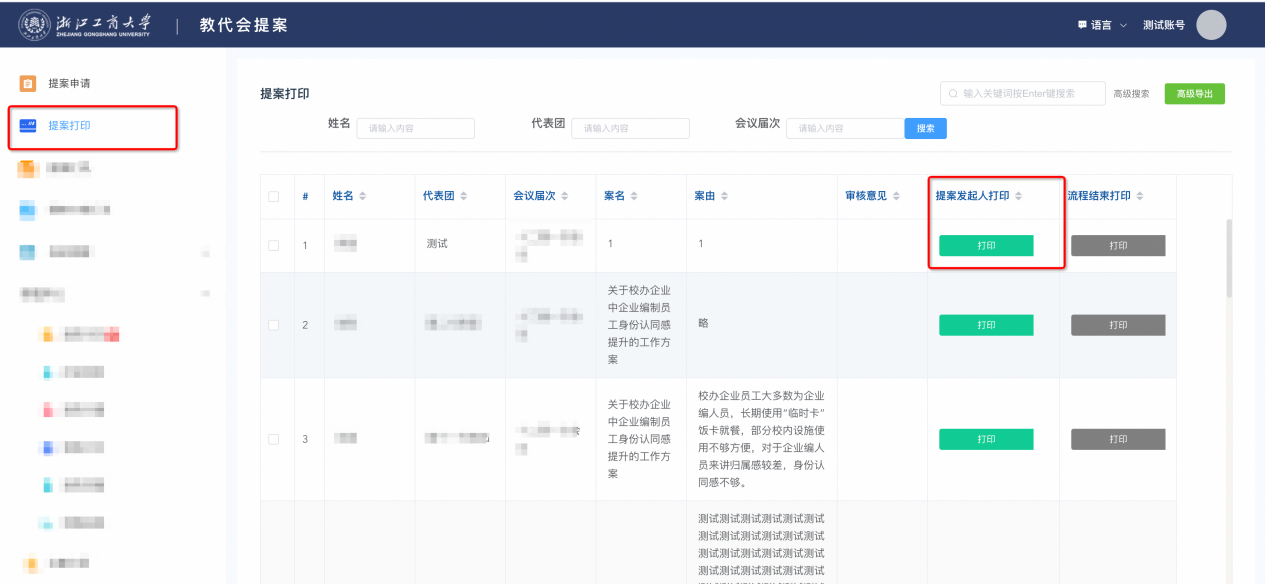 浙江工商大学
ZHEJIANG GONGSHANG UNIVERSITY
教代会提案
语言
测试账号
提案申请
提案打印
提案打印
输入关键词按Enter键搜索
高级搜索
高级导出
姓名 请输入内容
代表团 请输入内容
会议届次 请输入内容
搜索
# 姓名 代表团 会议届次 案名 案由 审核意见 提案发起人打印 流程结束打印
1 测试 1 1 打印 打印
2
关于校办企业
中企业编制员
工身份认同感
提升的工作方
案
略
打印 打印
3
关于校办企业
中企业编制员
工身份认同感
提升的工作方
案
校办企业员工大多数为企业
编人员，长期使用“临时卡”
饭卡就餐，部分校内设施使
用不够方便，对于企业编人
员来讲归属感较差，身份认
同感不够。
打印 打印
测试测试测试测试测试测试
测试测试测试测试测试测试
测试测试测试测试测试测试
测试测试测试测试测试测试